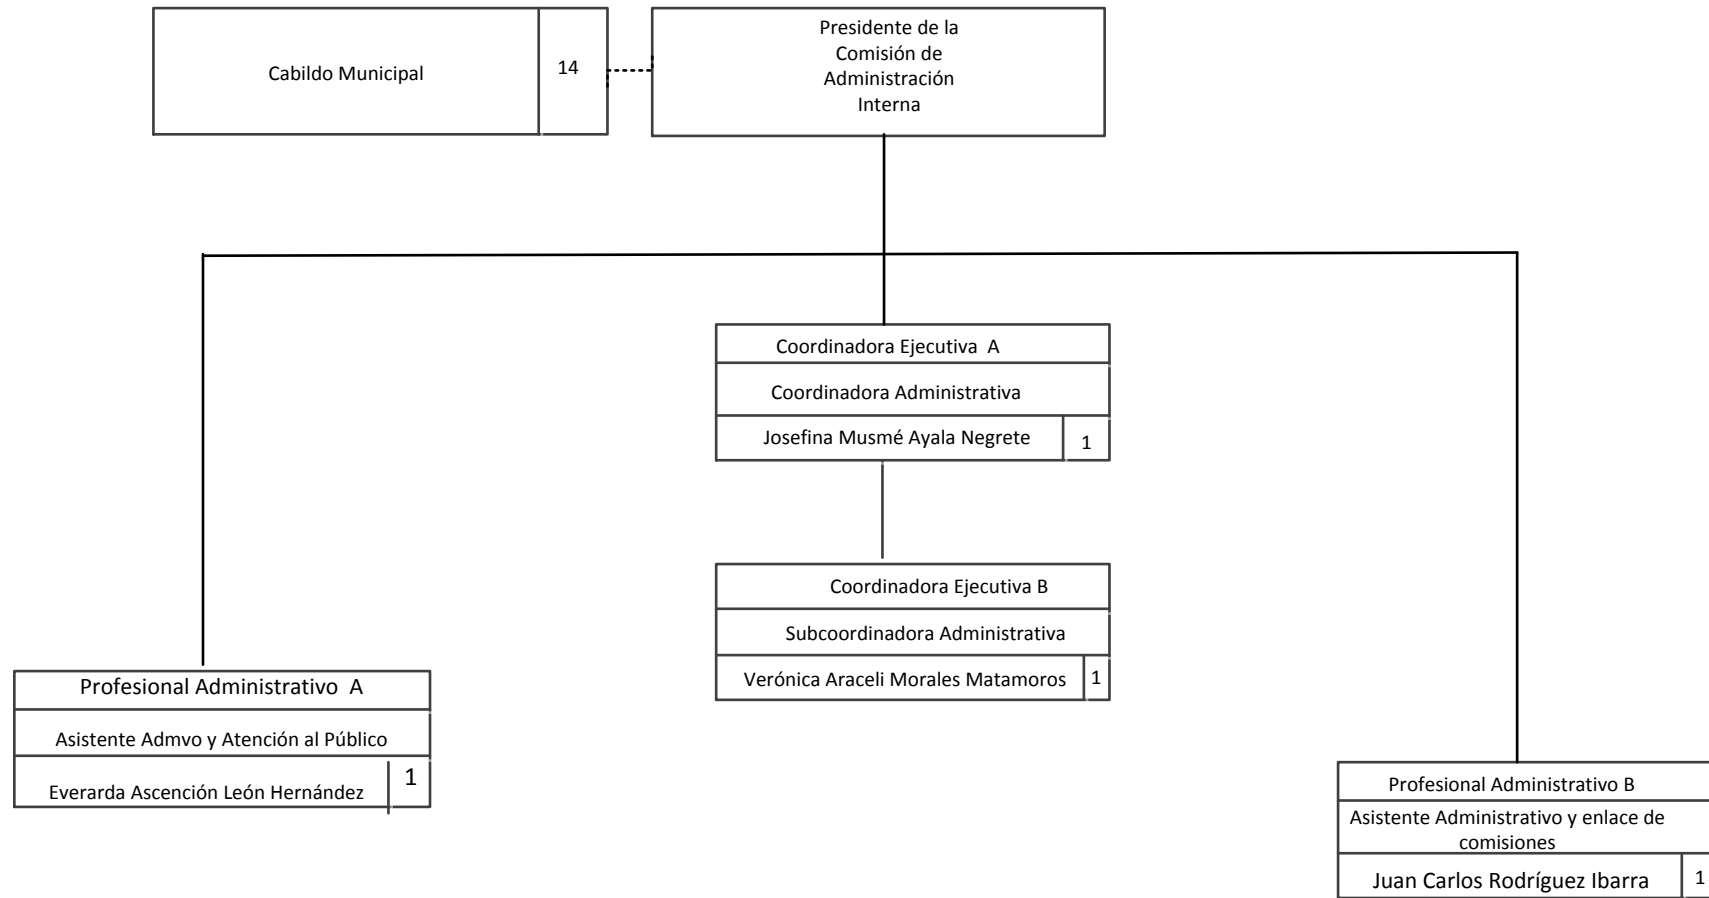 Cabildo Municipal
14
Presidente de la
Comisión de
Administración
Interna
Coordinadora Ejecutiva  A
Coordinadora Administrativa
Josefina Musmé Ayala Negrete
1
Coordinadora Ejecutiva B
Subcoordinadora Administrativa
Verónica Araceli Morales Matamoros
1
Profesional Administrativo  A
Asistente Admvo y Atención al Público
Everarda Ascención León Hernández
1
Profesional Administrativo B
Asistente Administrativo y enlace de
comisiones
Juan Carlos Rodríguez Ibarra
1